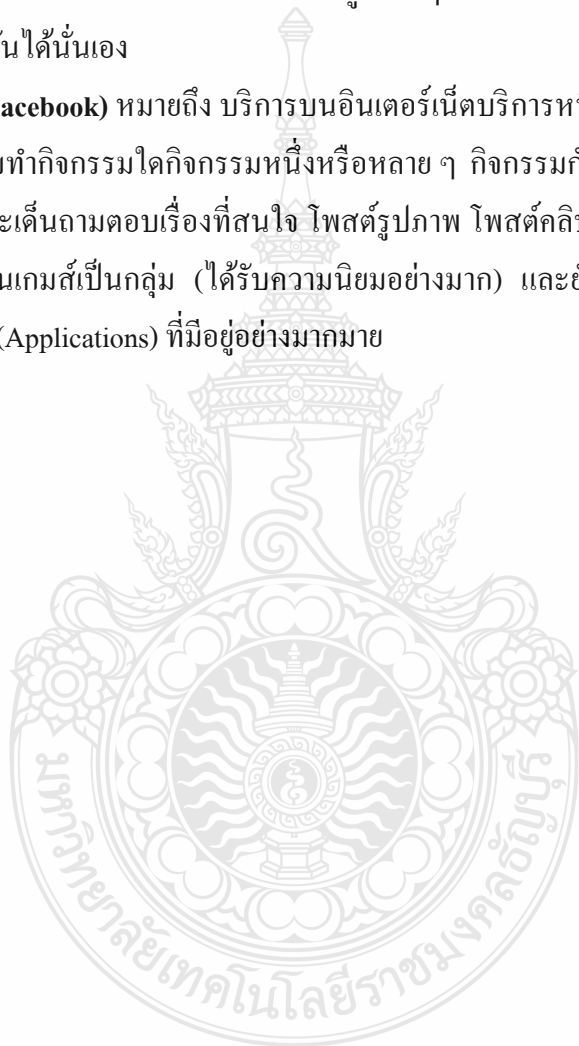 ันได้นั่นเอง
acebook) หมายถึง บริการบนอินเตอร์เน็ตบริการหนึ
มทำกิจกรรมใดกิจกรรมหนึ่งหรือหลาย ๆ กิจกรรมกั
ะเด็นถามตอบเรื่องที่สนใจ โพสต์รูปภาพ โพสต์คลิป
นเกมส์เป็นกลุ่ม (ได้รับความนิยมอย่างมาก) และยั
(Applications) ที่มีอยู่อย่างมากมาย
มหาวิทยาลัยเทคโนโลยีราชมงคลธัญบุรี